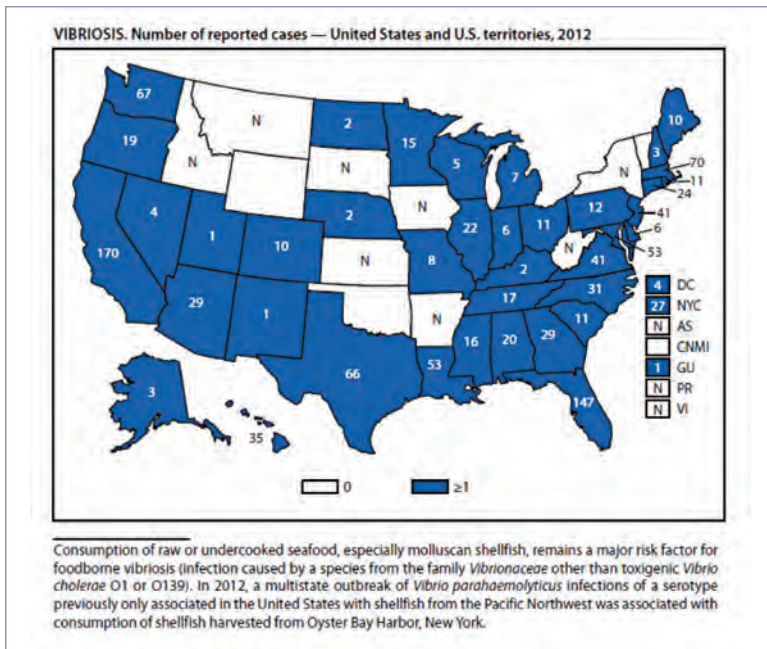 VIBRIOSIS. Number of reported cases — United States and U.S. territories, 2012
67
N
2
15
10
19
N
N
5
7
N
3
70
11
24
4
1
10
2
N
22
6
11
12
41
6
53
170
N
8
2
N
41
29
1
N
17
31
11
16
20
29
66
53
147
3
35
4 DC
27 NYC
N AS
CNMI
1 GU
N PR
N VI
0
≥1
Consumption of raw or undercooked seafood, especially molluscan shellfish, remains a major risk factor for
foodborne vibriosis (infection caused by a species from the family Vibrionaceae other than toxigenic Vibrio
cholerae O1 or O139). In 2012, a multistate outbreak of Vibrio parahaemolyticus infections of a serotype
previously only associated in the United States with shellfish from the Pacific Northwest was associated with
consumption of shellfish harvested from Oyster Bay Harbor, New York.